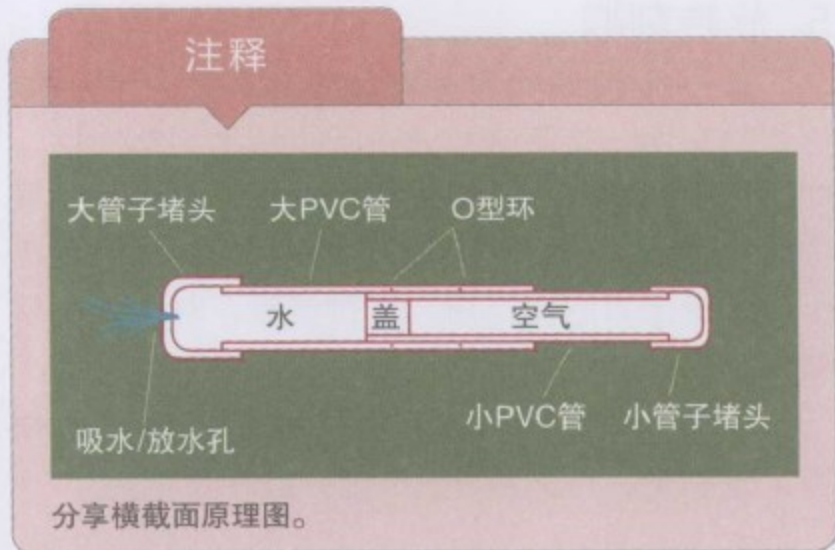 注释
大管子堵头 大PVC管 O型环
水 盖 空气
小PVC管 小管子堵头
吸水/放水孔
分享横截面原理图。